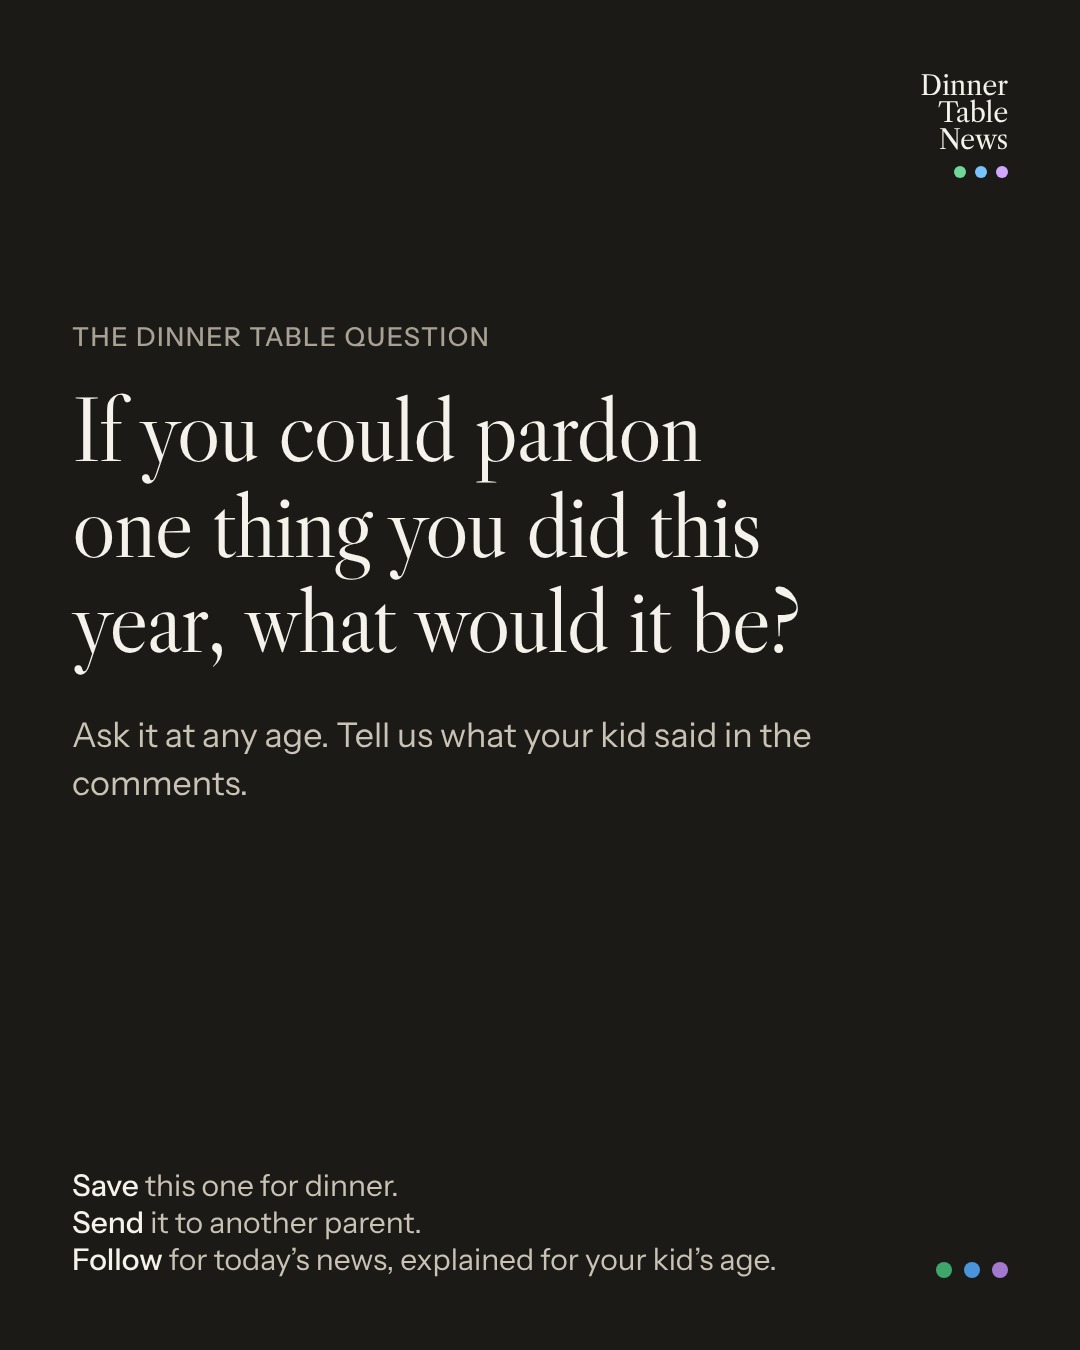 Dinner
Table
News
THE DINNER TABLE QUESTION
If you could pardon
one thing you did this
year, what would it be?
Ask it at any age. Tell us what your kid said in the
comments.
Save this one for dinner.
Send it to another parent.
Follow for today’s news, explained for your kid’s age.